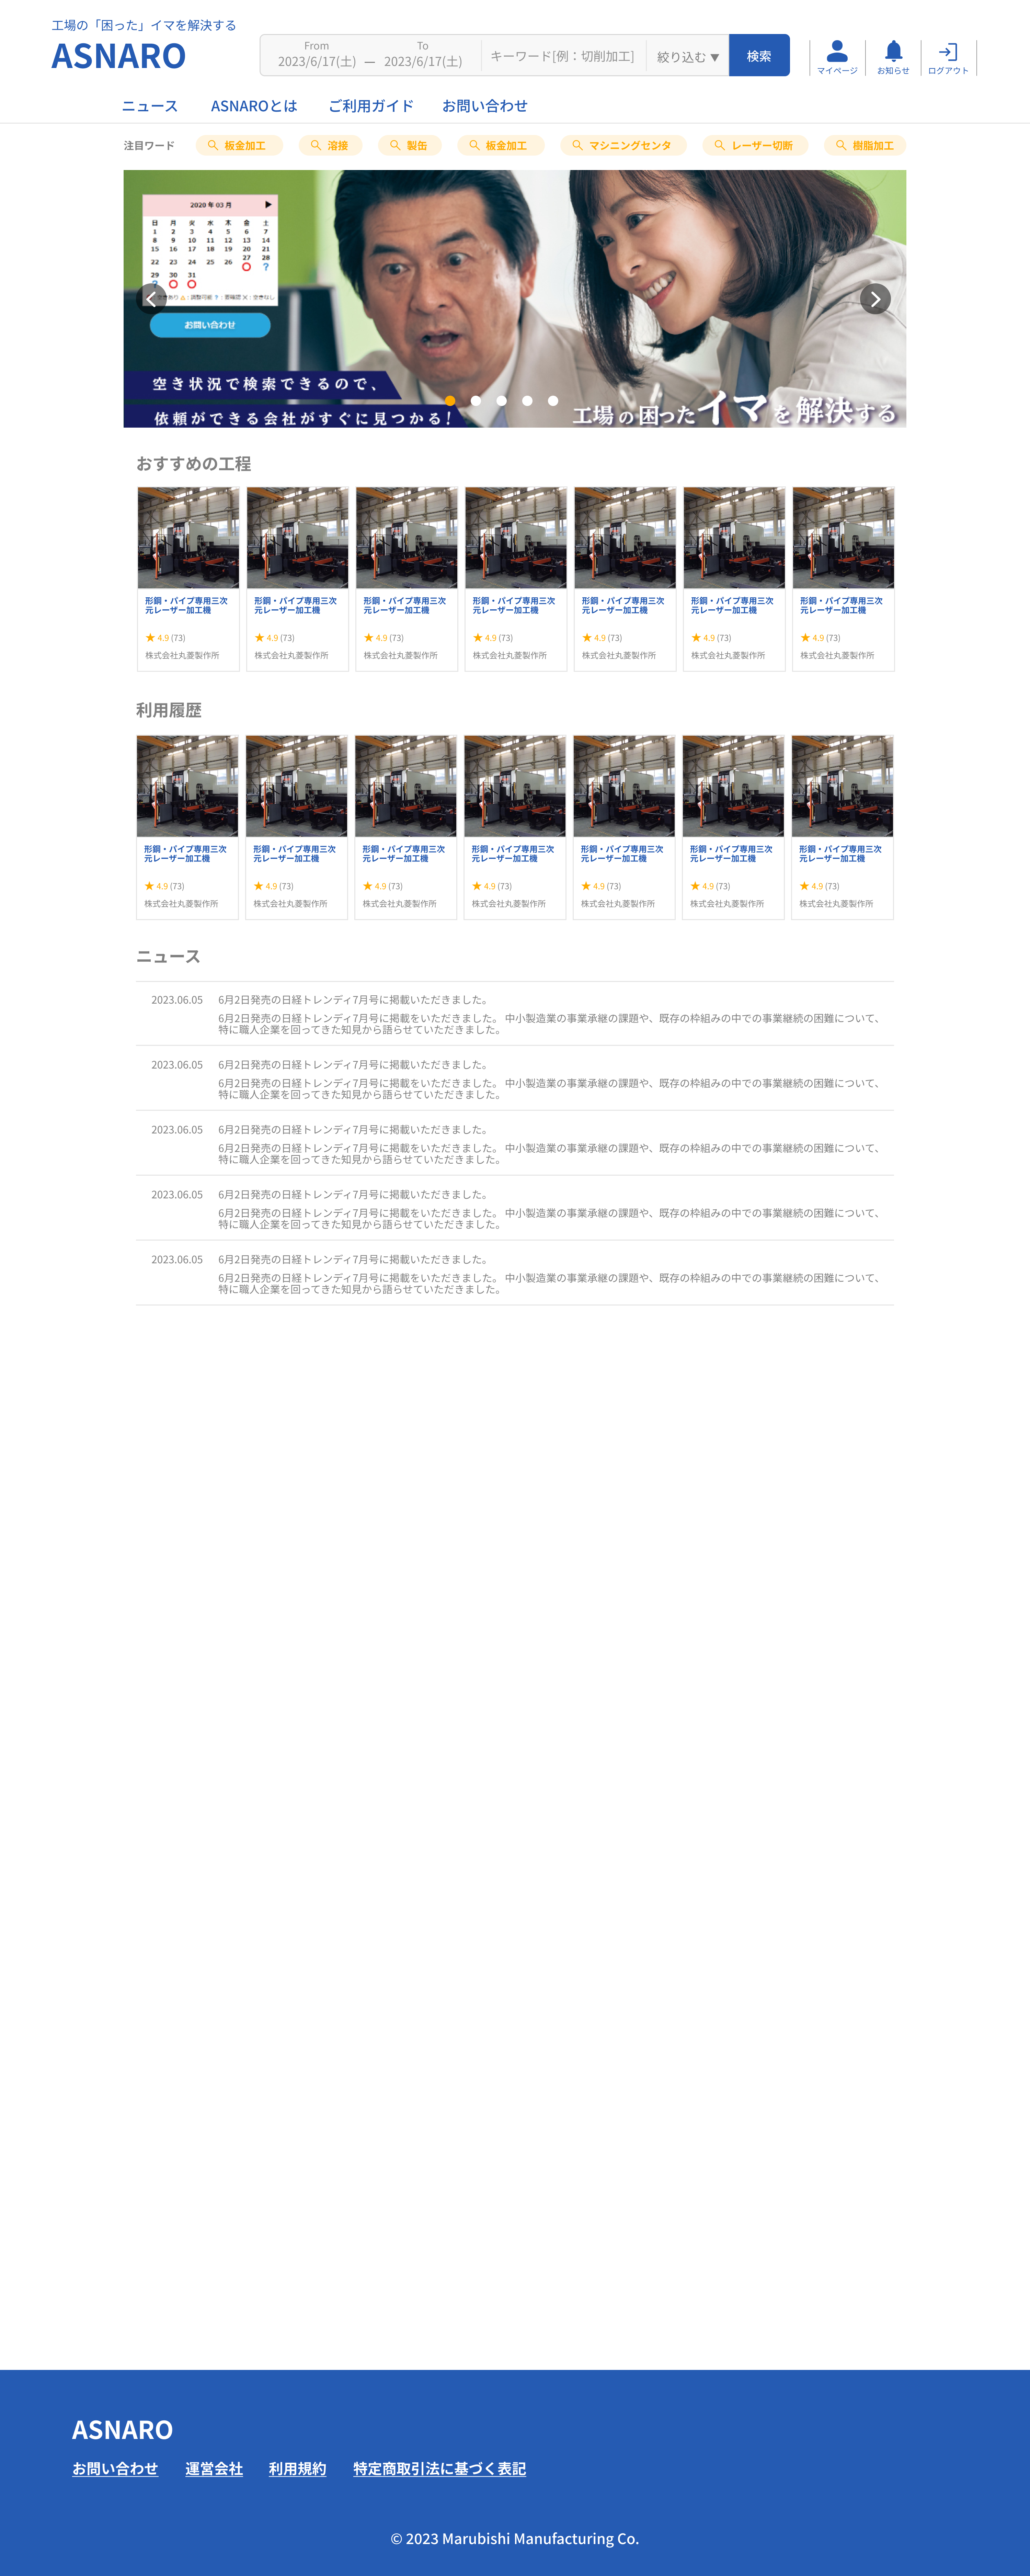 工場の「困った」イマを解決する
ASNARO
From
To
2023/6/17(土) — 2023/6/17(土)
キーワード[例：切削加工]
絞り込む ▼
検索
マイページ
お知らせ
ログアウト
ニュース
ASNAROとは
ご利用ガイド
お問い合わせ
注目ワード
板金加工
溶接
製缶
板金加工
マシニングセンタ
レーザー切断
樹脂加工
2020 年 03 月
日 月 火 水 木 金 土
1 2 3 4 5 6 7
8 9 10 11 12 13 14
15 16 17 18 19 20 21
22 23 24 25 26 27 28
?
29 30 31
?
空きあり △：調整可能 ?：要確認 ✕：空きなし
お問い合わせ
空き状況で検索できるので、
依頼ができる会社がすぐに見つかる!
工場の困ったイマを解決する
おすすめの工程
形鋼・パイプ専用三次
元レーザー加工機
★ 4.9 (73)
株式会社丸菱製作所
形鋼・パイプ専用三次
元レーザー加工機
★ 4.9 (73)
株式会社丸菱製作所
形鋼・パイプ専用三次
元レーザー加工機
★ 4.9 (73)
株式会社丸菱製作所
形鋼・パイプ専用三次
元レーザー加工機
★ 4.9 (73)
株式会社丸菱製作所
形鋼・パイプ専用三次
元レーザー加工機
★ 4.9 (73)
株式会社丸菱製作所
形鋼・パイプ専用三次
元レーザー加工機
★ 4.9 (73)
株式会社丸菱製作所
形鋼・パイプ専用三次
元レーザー加工機
★ 4.9 (73)
株式会社丸菱製作所
利用履歴
形鋼・パイプ専用三次
元レーザー加工機
★ 4.9 (73)
株式会社丸菱製作所
形鋼・パイプ専用三次
元レーザー加工機
★ 4.9 (73)
株式会社丸菱製作所
形鋼・パイプ専用三次
元レーザー加工機
★ 4.9 (73)
株式会社丸菱製作所
形鋼・パイプ専用三次
元レーザー加工機
★ 4.9 (73)
株式会社丸菱製作所
形鋼・パイプ専用三次
元レーザー加工機
★ 4.9 (73)
株式会社丸菱製作所
形鋼・パイプ専用三次
元レーザー加工機
★ 4.9 (73)
株式会社丸菱製作所
形鋼・パイプ専用三次
元レーザー加工機
★ 4.9 (73)
株式会社丸菱製作所
ニュース
2023.06.05 6月2日発売の日経トレンディ7月号に掲載いただきました。
6月2日発売の日経トレンディ7月号に掲載をいただきました。 中小製造業の事業承継の課題や、既存の枠組みの中での事業継続の困難について、
特に職人企業を回ってきた知見から語らせていただきました。
2023.06.05 6月2日発売の日経トレンディ7月号に掲載いただきました。
6月2日発売の日経トレンディ7月号に掲載をいただきました。 中小製造業の事業承継の課題や、既存の枠組みの中での事業継続の困難について、
特に職人企業を回ってきた知見から語らせていただきました。
2023.06.05 6月2日発売の日経トレンディ7月号に掲載いただきました。
6月2日発売の日経トレンディ7月号に掲載をいただきました。 中小製造業の事業承継の課題や、既存の枠組みの中での事業継続の困難について、
特に職人企業を回ってきた知見から語らせていただきました。
2023.06.05 6月2日発売の日経トレンディ7月号に掲載いただきました。
6月2日発売の日経トレンディ7月号に掲載をいただきました。 中小製造業の事業承継の課題や、既存の枠組みの中での事業継続の困難について、
特に職人企業を回ってきた知見から語らせていただきました。
2023.06.05 6月2日発売の日経トレンディ7月号に掲載いただきました。
6月2日発売の日経トレンディ7月号に掲載をいただきました。 中小製造業の事業承継の課題や、既存の枠組みの中での事業継続の困難について、
特に職人企業を回ってきた知見から語らせていただきました。
ASNARO
お問い合わせ
運営会社
利用規約
特定商取引法に基づく表記
© 2023 Marubishi Manufacturing Co.